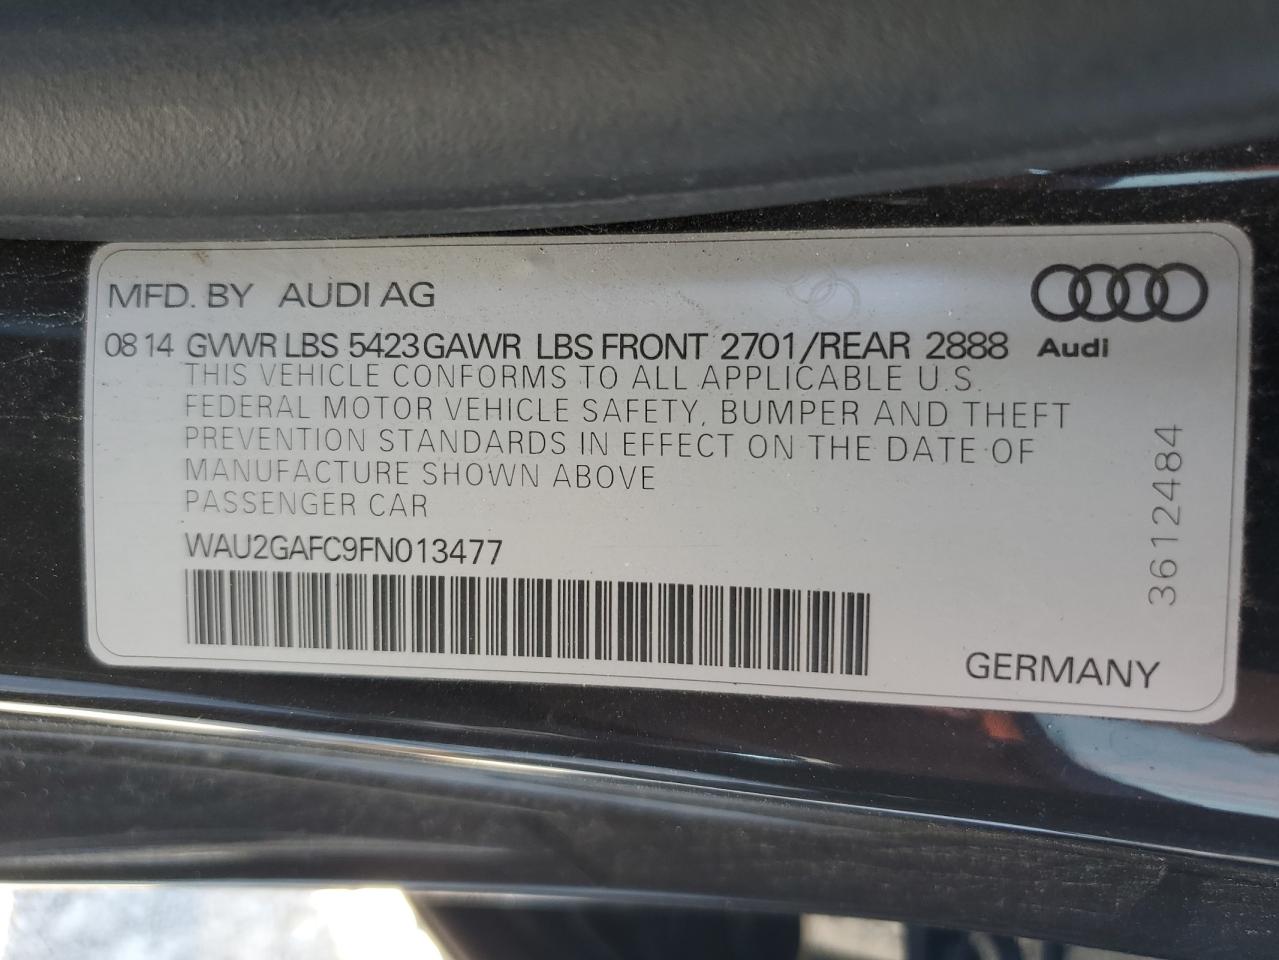 MFD. BY AUDI AG
08 14 GVWR LBS 5423 GAWR LBS FRONT 2701/REAR 2888
Audi
THIS VEHICLE CONFORMS TO ALL APPLICABLE U.S.
FEDERAL MOTOR VEHICLE SAFETY, BUMPER AND THEFT
PREVENTION STANDARDS IN EFFECT ON THE DATE OF
MANUFACTURE SHOWN ABOVE
PASSENGER CAR
WAU2GAFC9FN013477
3612484
GERMANY